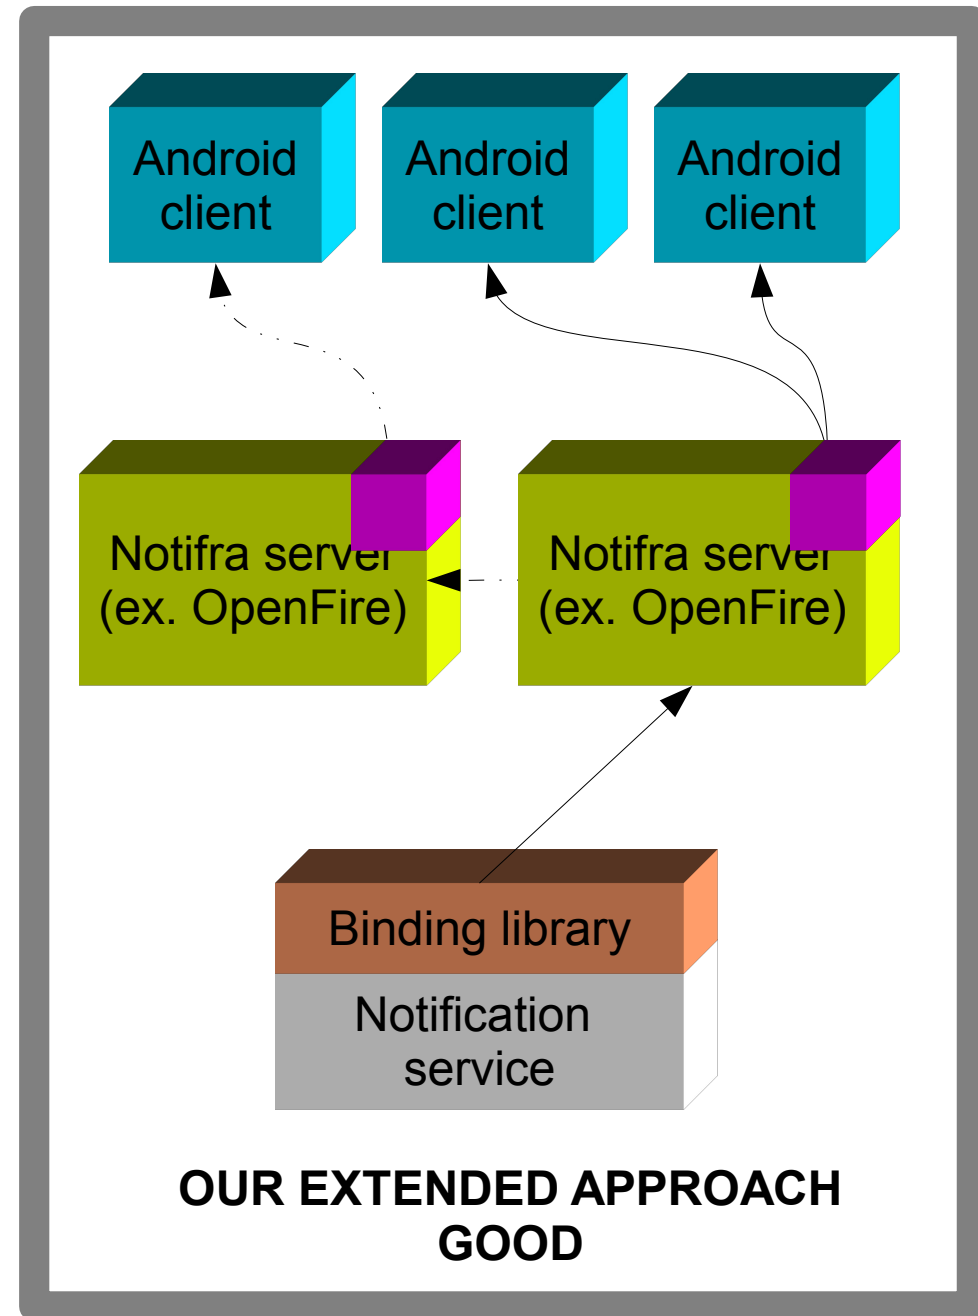 Android
client
Android
client
Android
client
Notifra server
(ex. OpenFire)
Notifra server
(ex. OpenFire)
Binding library
Notification
service
OUR EXTENDED APPROACH
GOOD